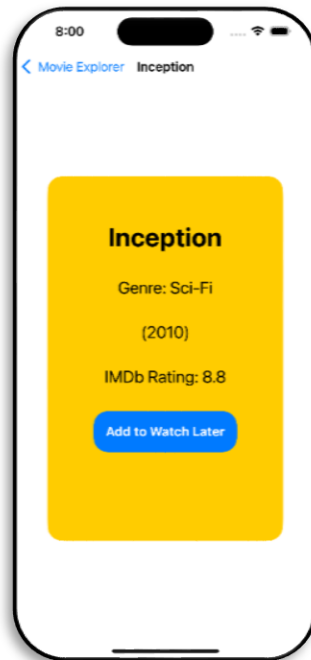 8:00
Movie Explorer Inception
Inception
Genre: Sci-Fi
(2010)
IMDb Rating: 8.8
Add to Watch Later